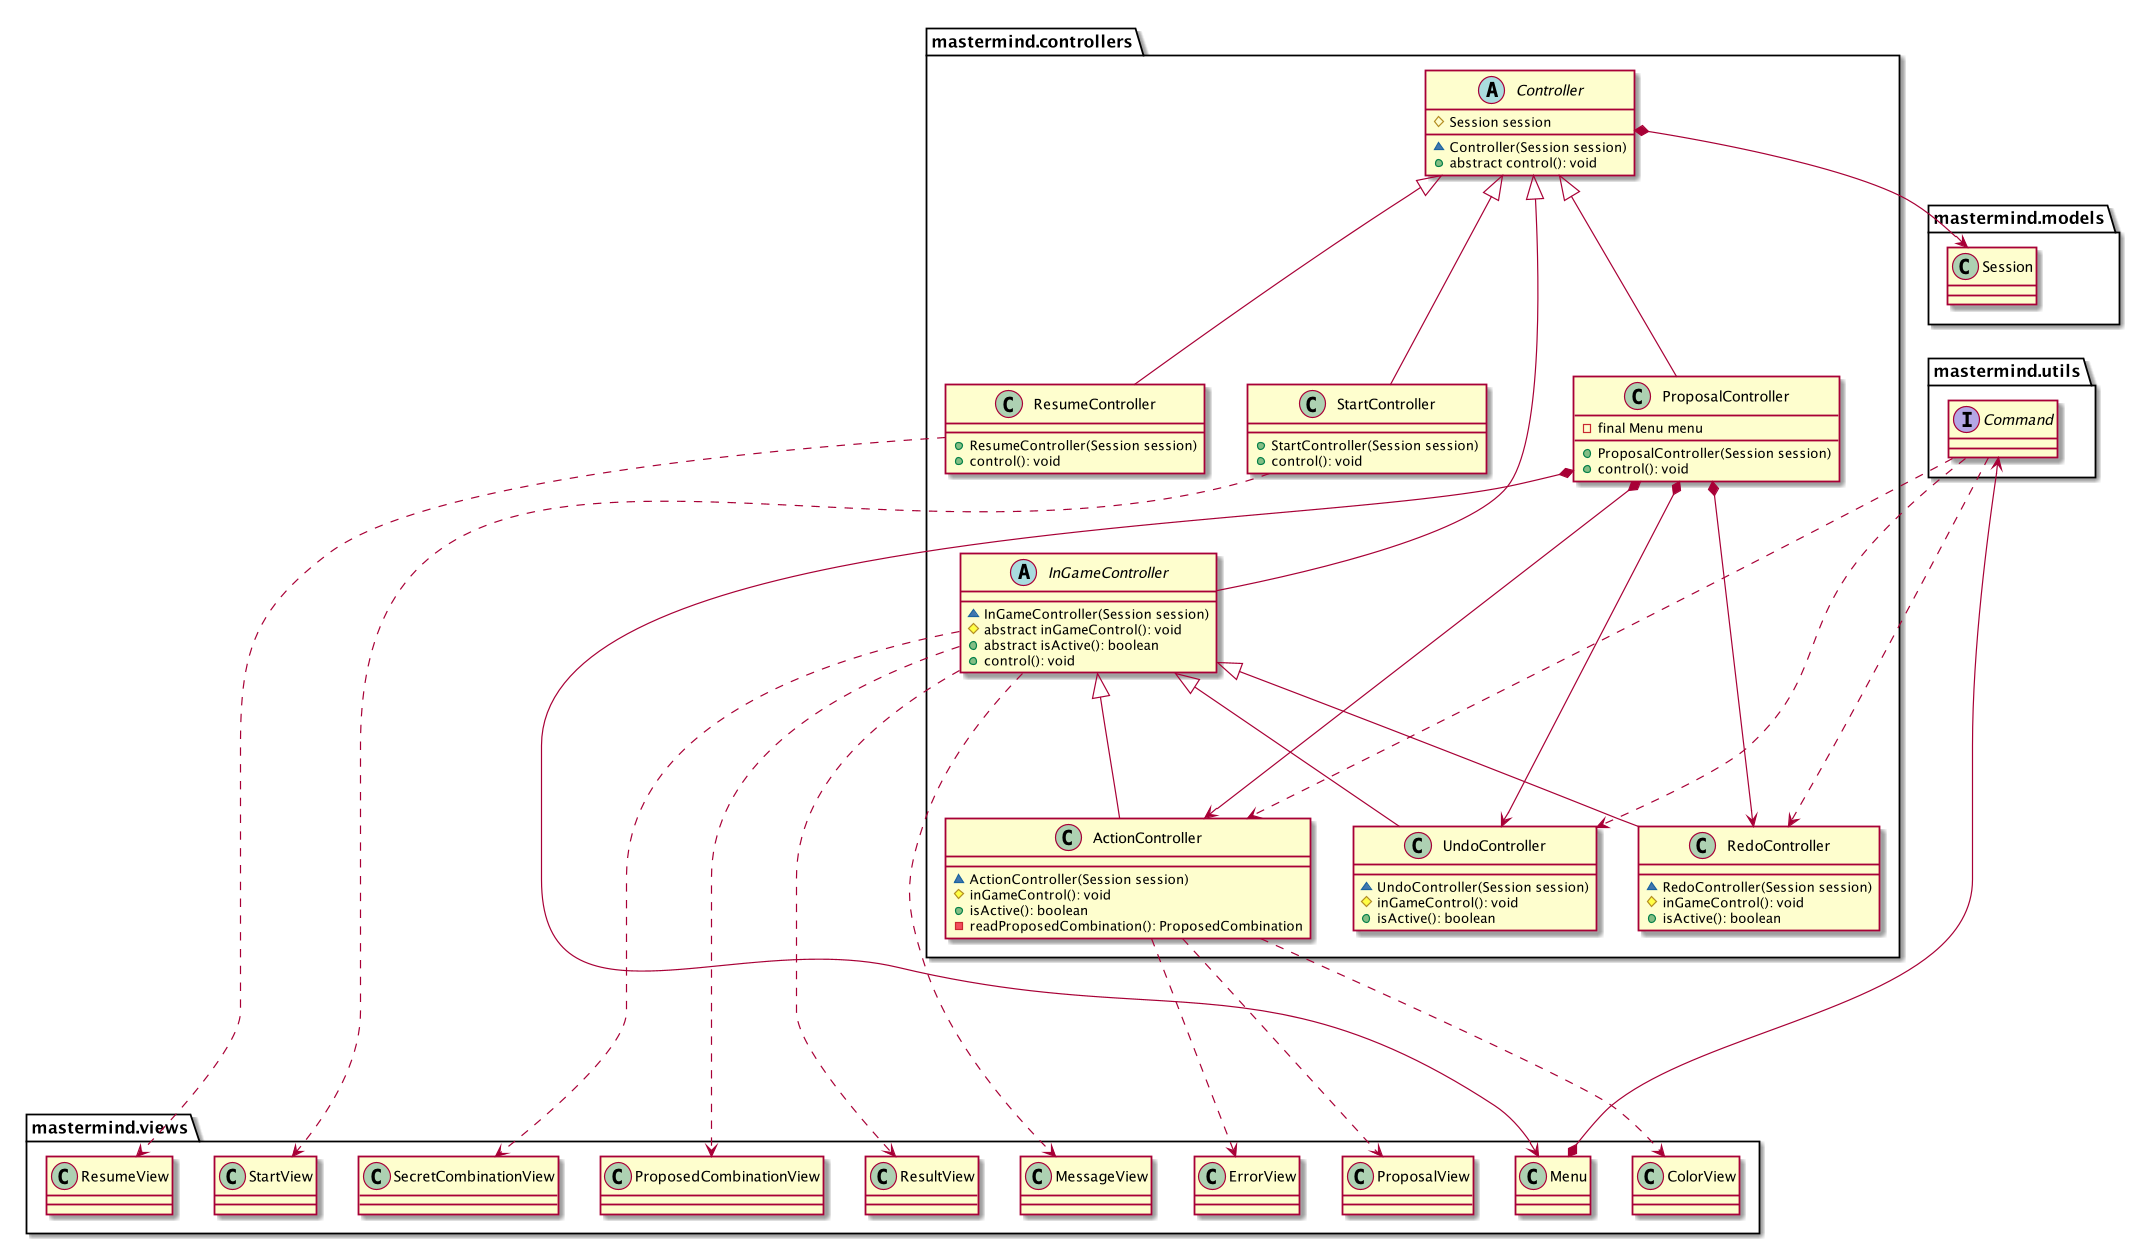 mastermind.controllers
A Controller
Session session
Controller(Session session)
abstract control(): void
mastermind.models
C Session
mastermind.utils
I Command
C ResumeController
ResumeController(Session session)
control(): void
C StartController
StartController(Session session)
control(): void
C ProposalController
final Menu menu
ProposalController(Session session)
control(): void
A InGameController
InGameController(Session session)
abstract inGameControl(): void
abstract isActive(): boolean
control(): void
C ActionController
ActionController(Session session)
inGameControl(): void
isActive(): boolean
readProposedCombination(): ProposedCombination
C UndoController
UndoController(Session session)
inGameControl(): void
isActive(): boolean
C RedoController
RedoController(Session session)
inGameControl(): void
isActive(): boolean
mastermind.views
C ResumeView
C StartView
C SecretCombinationView
C ProposedCombinationView
C ResultView
C MessageView
C ErrorView
C ProposalView
C Menu
C ColorView